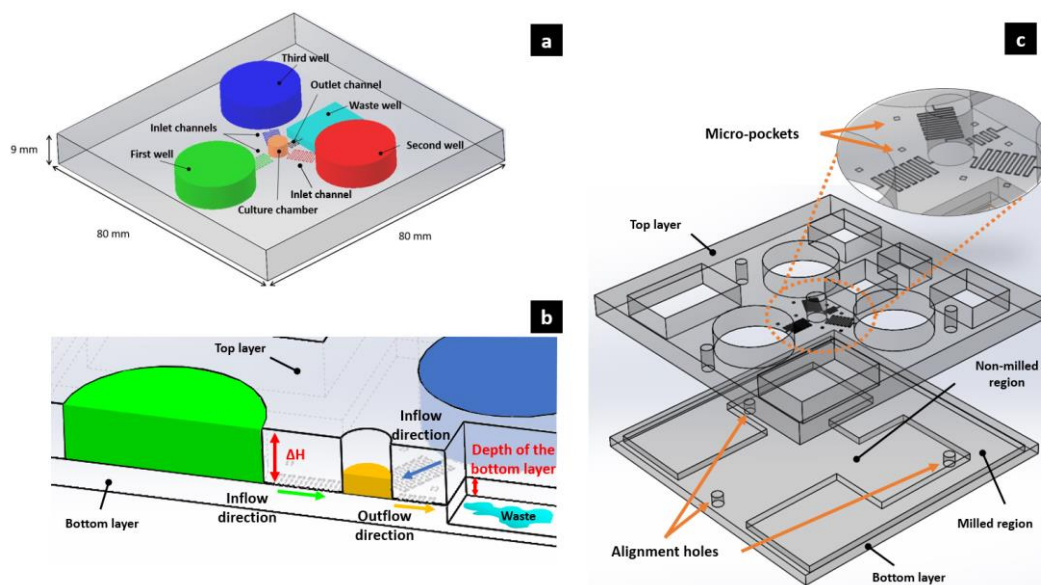 a
Third well
Outlet channel
Waste well
Inlet channels
9 mm
First well
Second well
Inlet channel
Culture chamber
80 mm
80 mm
b
Top layer
Inflow
direction
ΔH
Depth of the
bottom layer
Inflow
direction
Outflow
direction
Waste
Bottom layer
c
Micro-pockets
Top layer
Non-milled
region
Alignment holes
Milled region
Bottom layer